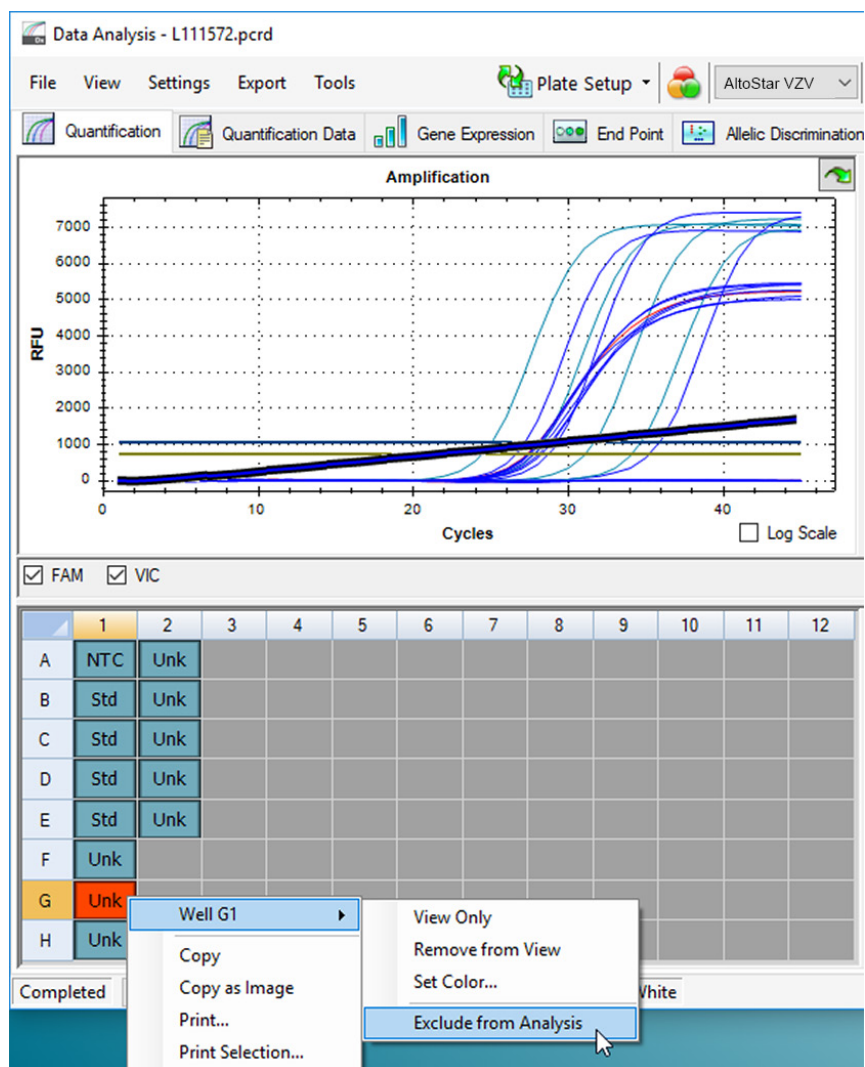 Data Analysis - L111572.pcrd
File View Settings Export Tools Plate Setup AltoStar VZV
Quantification Quantification Data Gene Expression End Point Allelic Discrimination
Amplification
7000
6000
5000
4000
3000
2000
1000
0
RFU
0 10 20 30 40
Cycles
Log Scale
FAM VIC
1 2 3 4 5 6 7 8 9 10 11 12
A NTC Unk
B Std Unk
C Std Unk
D Std Unk
E Std Unk
F Unk
G Unk
H Unk
Well G1
Copy
Copy as Image
Print...
Print Selection...
View Only
Remove from View
Set Color...
Exclude from Analysis
Completed